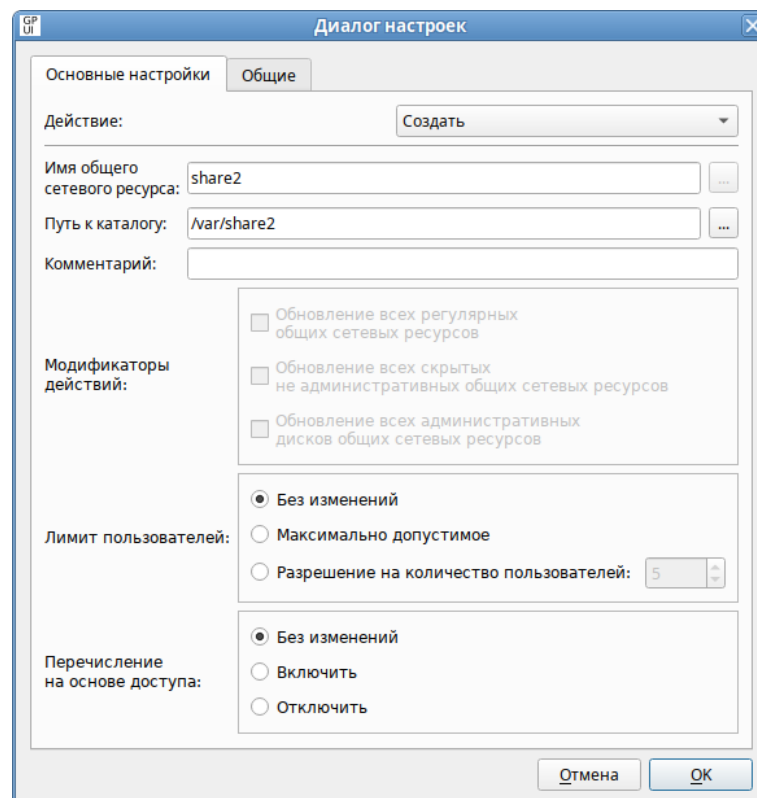 GP
UI
Диалог настроек
Основные настройки
Общие
Действие:
Создать
Имя общего
сетевого ресурса:
share2
...
Путь к каталогу:
/var/share2
...
Комментарий:
Модификаторы
действий:
Обновление всех регулярных
общих сетевых ресурсов
Обновление всех скрытых
не административных общих сетевых ресурсов
Обновление всех административных
дисков общих сетевых ресурсов
Лимит пользователей:
Без изменений
Максимально допустимое
Разрешение на количество пользователей:
5
Перечисление
на основе доступа:
Без изменений
Включить
Отключить
Отмена
OK